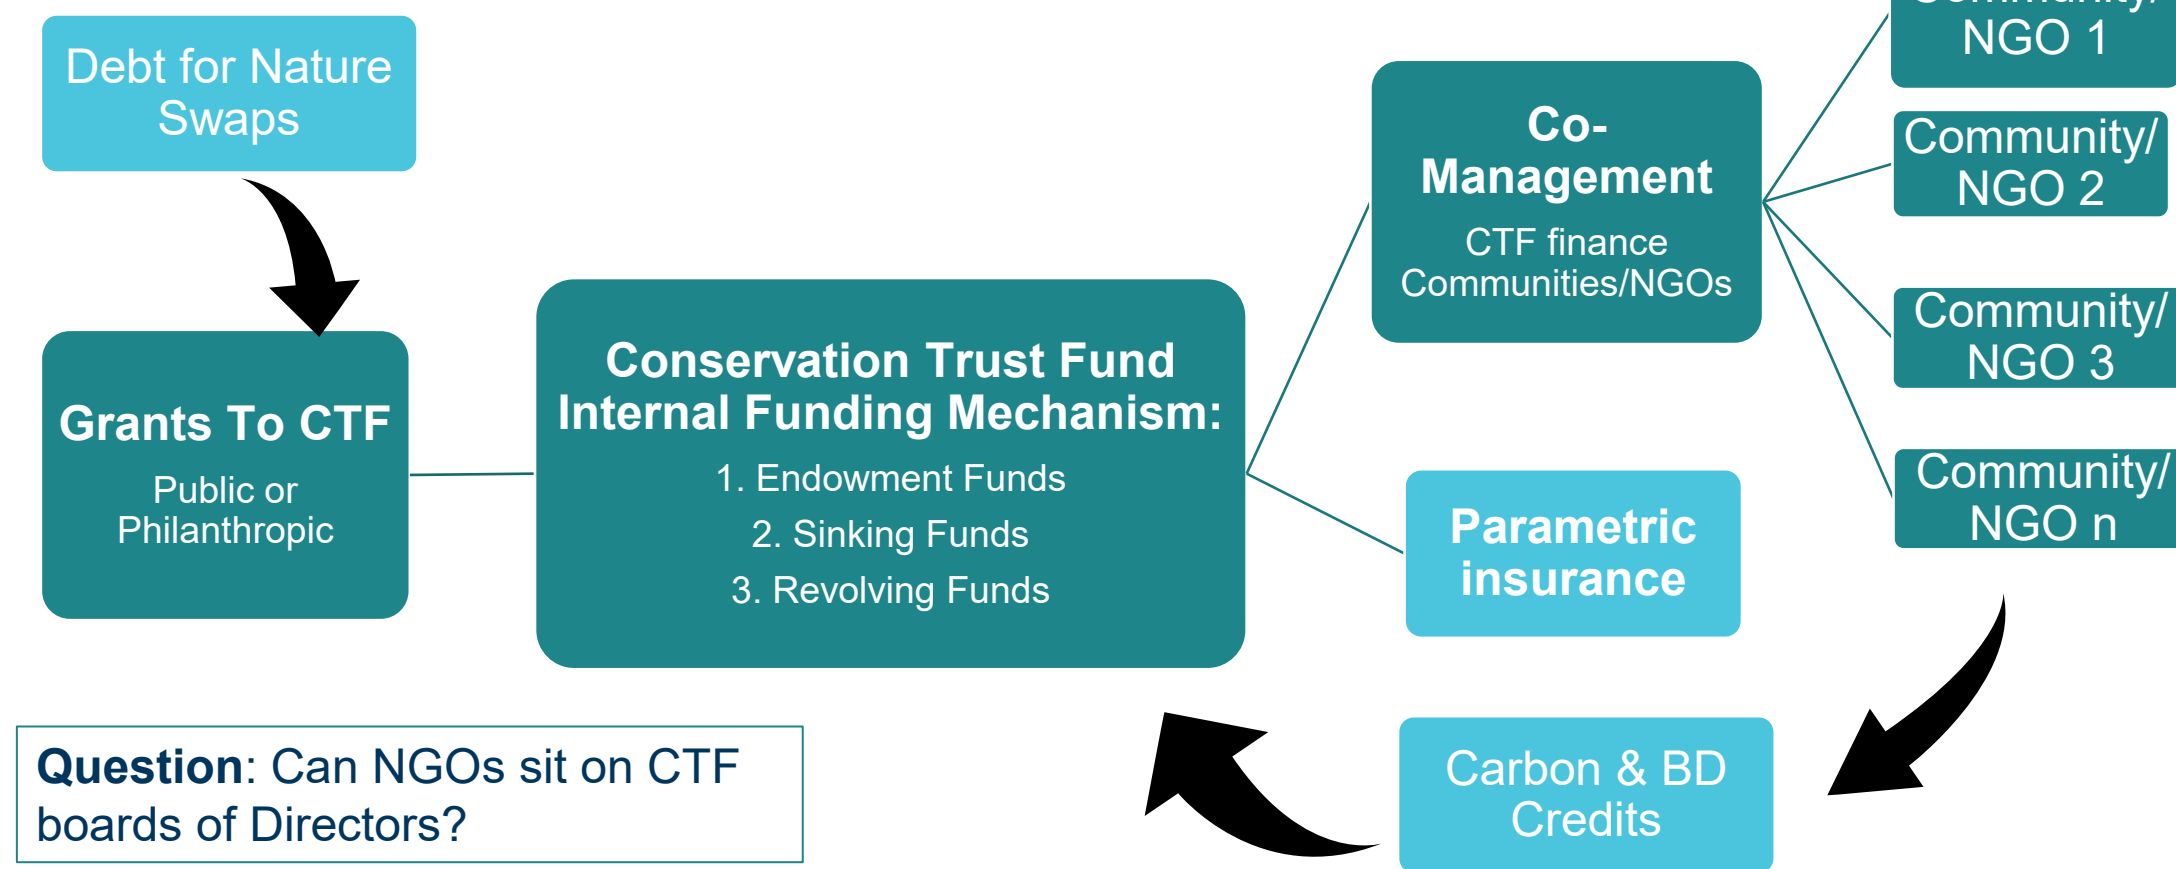 Debt for Nature
Swaps
Grants To CTF
Public or
Philanthropic
Conservation Trust Fund
Internal Funding Mechanism:
1. Endowment Funds
2. Sinking Funds
3. Revolving Funds
Co-
Management
CTF finance
Communities/NGOs
Parametric
insurance
Community/
NGO 1
Community/
NGO 2
Community/
NGO 3
Community/
NGO n
Carbon & BD
Credits
Question: Can NGOs sit on CTF
boards of Directors?